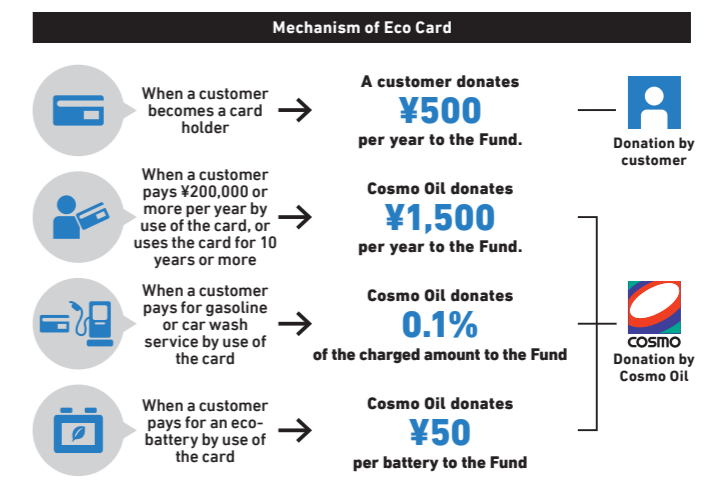 Mechanism of Eco Card
When a customer
becomes a card
holder
A customer donates
¥500
per year to the Fund.
Donation by
customer
When a customer
pays ¥200,000 or
more per year by
use of the card, or
uses the card for 10
years or more
Cosmo Oil donates
¥1,500
per year to the Fund.
When a customer
pays for gasoline
or car wash
service by use of
the card
Cosmo Oil donates
0.1%
of the charged amount to the Fund
COSMO
Donation by
Cosmo Oil
When a customer
pays for an eco-
battery by use of
the card
Cosmo Oil donates
¥50
per battery to the Fund